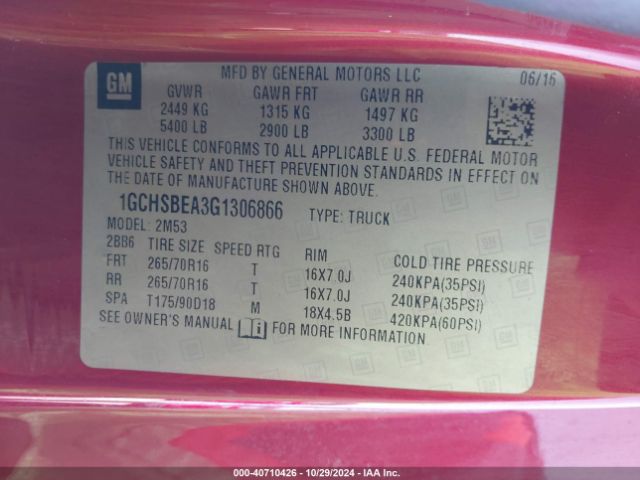 GM
MFD BY GENERAL MOTORS LLC 06/16
GVWR GAWR FRT GAWR RR
2449 KG 1315 KG 1497 KG
5400 LB 2900 LB 3300 LB
THIS VEHICLE CONFORMS TO ALL APPLICABLE U.S. FEDERAL MOTOR
VEHICLE SAFETY AND THEFT PREVENTION STANDARDS IN EFFECT ON
THE DATE OF MANUFACTURE SHOWN ABOVE.
1GCHSBEA3G1306866 TYPE: TRUCK
MODEL: 2M53
2BB6 TIRE SIZE SPEED RTG RIM COLD TIRE PRESSURE
FRT 265/70R16 T 16X7.0J 240KPA(35PSI)
RR 265/70R16 T 16X7.0J 240KPA(35PSI)
SPA T175/90D18 M 18X4.5B 420KPA(60PSI)
SEE OWNER'S MANUAL FOR MORE INFORMATION
000-40710426 - 10/29/2024 - IAA Inc.